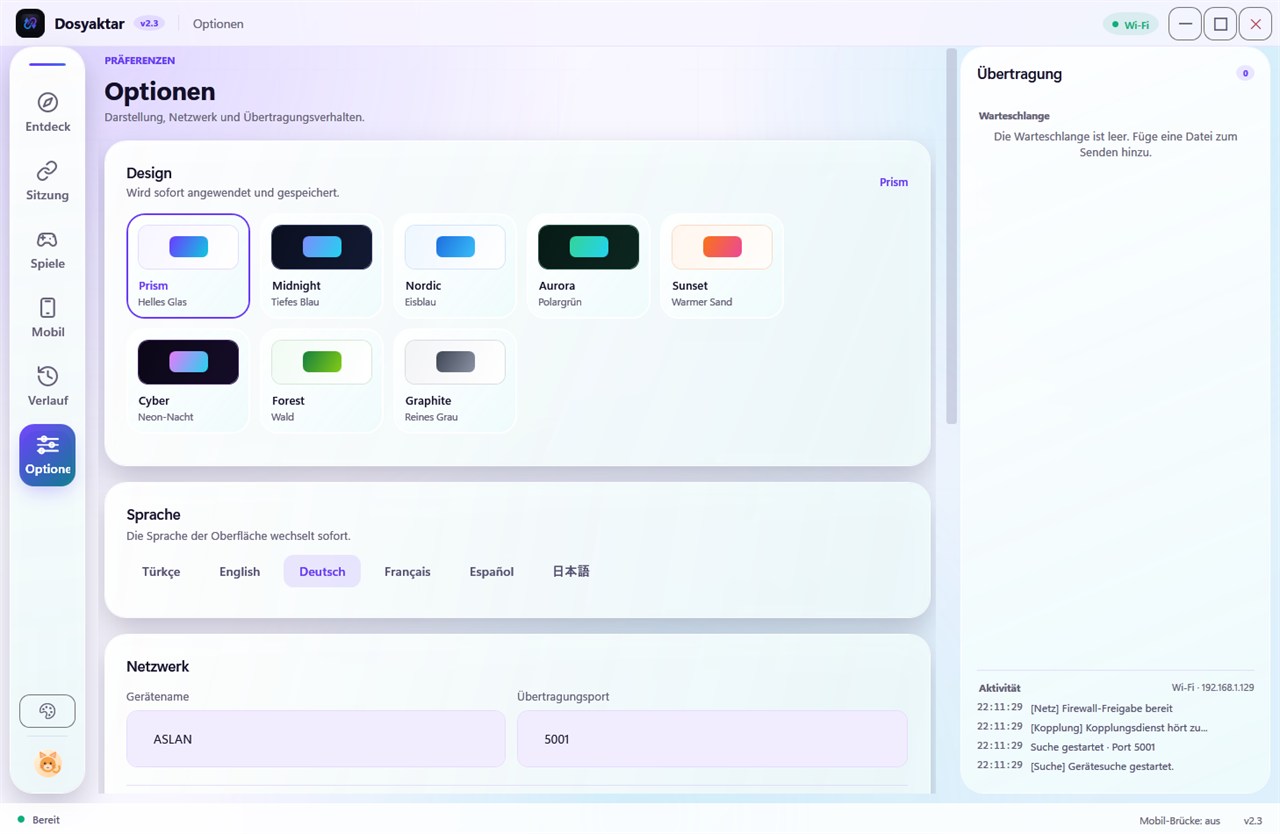 Dosyaktar
v2.3
Optionen
Wi-Fi
Entdeck
Sitzung
Spiele
Mobil
Verlauf
Optione
PRÄFERENZEN
Optionen
Darstellung, Netzwerk und Übertragungsverhalten.
Design
Wird sofort angewendet und gespeichert.
Prism
Prism
Helles Glas
Midnight
Tiefes Blau
Nordic
Eisblau
Aurora
Polargrün
Sunset
Warmer Sand
Cyber
Neon-Nacht
Forest
Wald
Graphite
Reines Grau
Sprache
Die Sprache der Oberfläche wechselt sofort.
Türkçe
English
Deutsch
Français
Español
日本語
Netzwerk
Gerätename
Übertragungsport
ASLAN
5001
Übertragung
0
Warteschlange
Die Warteschlange ist leer. Füge eine Datei zum
Senden hinzu.
Aktivität
Wi-Fi · 192.168.1.129
22:11:29 [Netz] Firewall-Freigabe bereit
22:11:29 [Kopplung] Kopplungsdienst hört zu...
22:11:29 Suche gestartet · Port 5001
22:11:29 [Suche] Gerätesuche gestartet.
Bereit
Mobil-Brücke: aus
v2.3